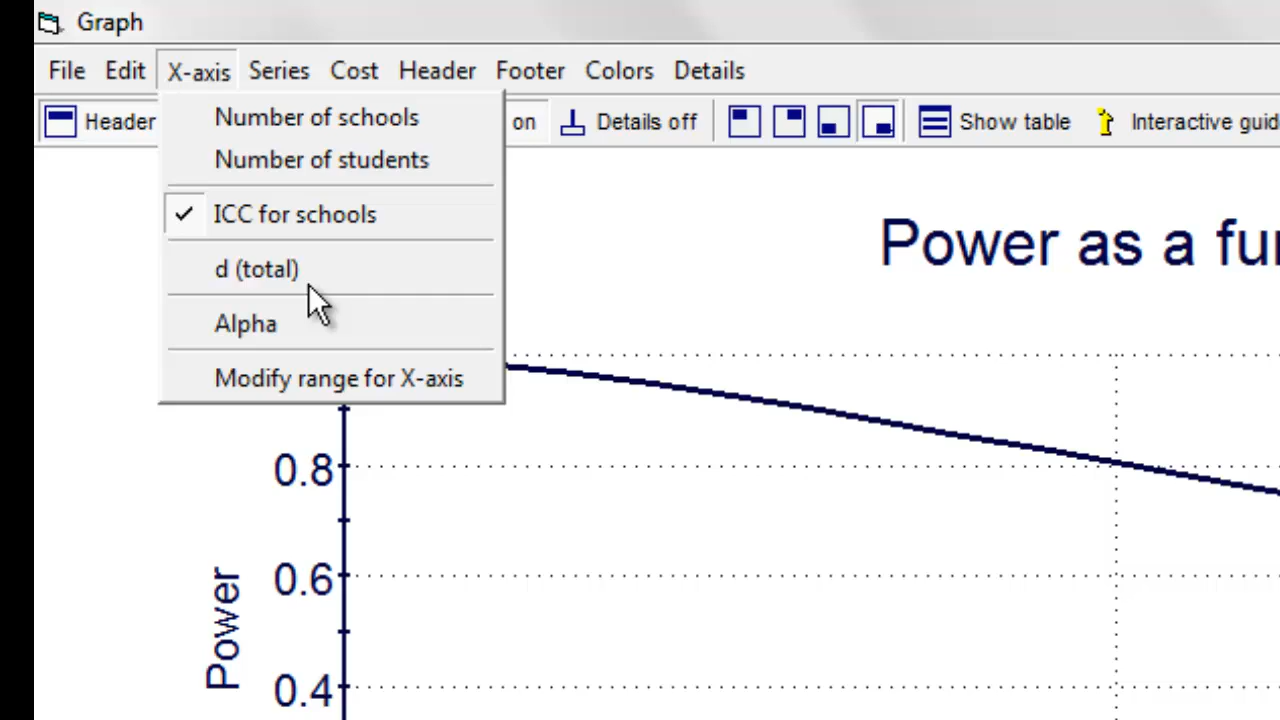 Graph
File Edit X-axis Series Cost Header Footer Colors Details
Header on Details off Show table Interactive
Number of schools
Number of students
ICC for schools
d (total)
Alpha
Modify range for X-axis
Power as a
0.8
0.6
0.4
Power